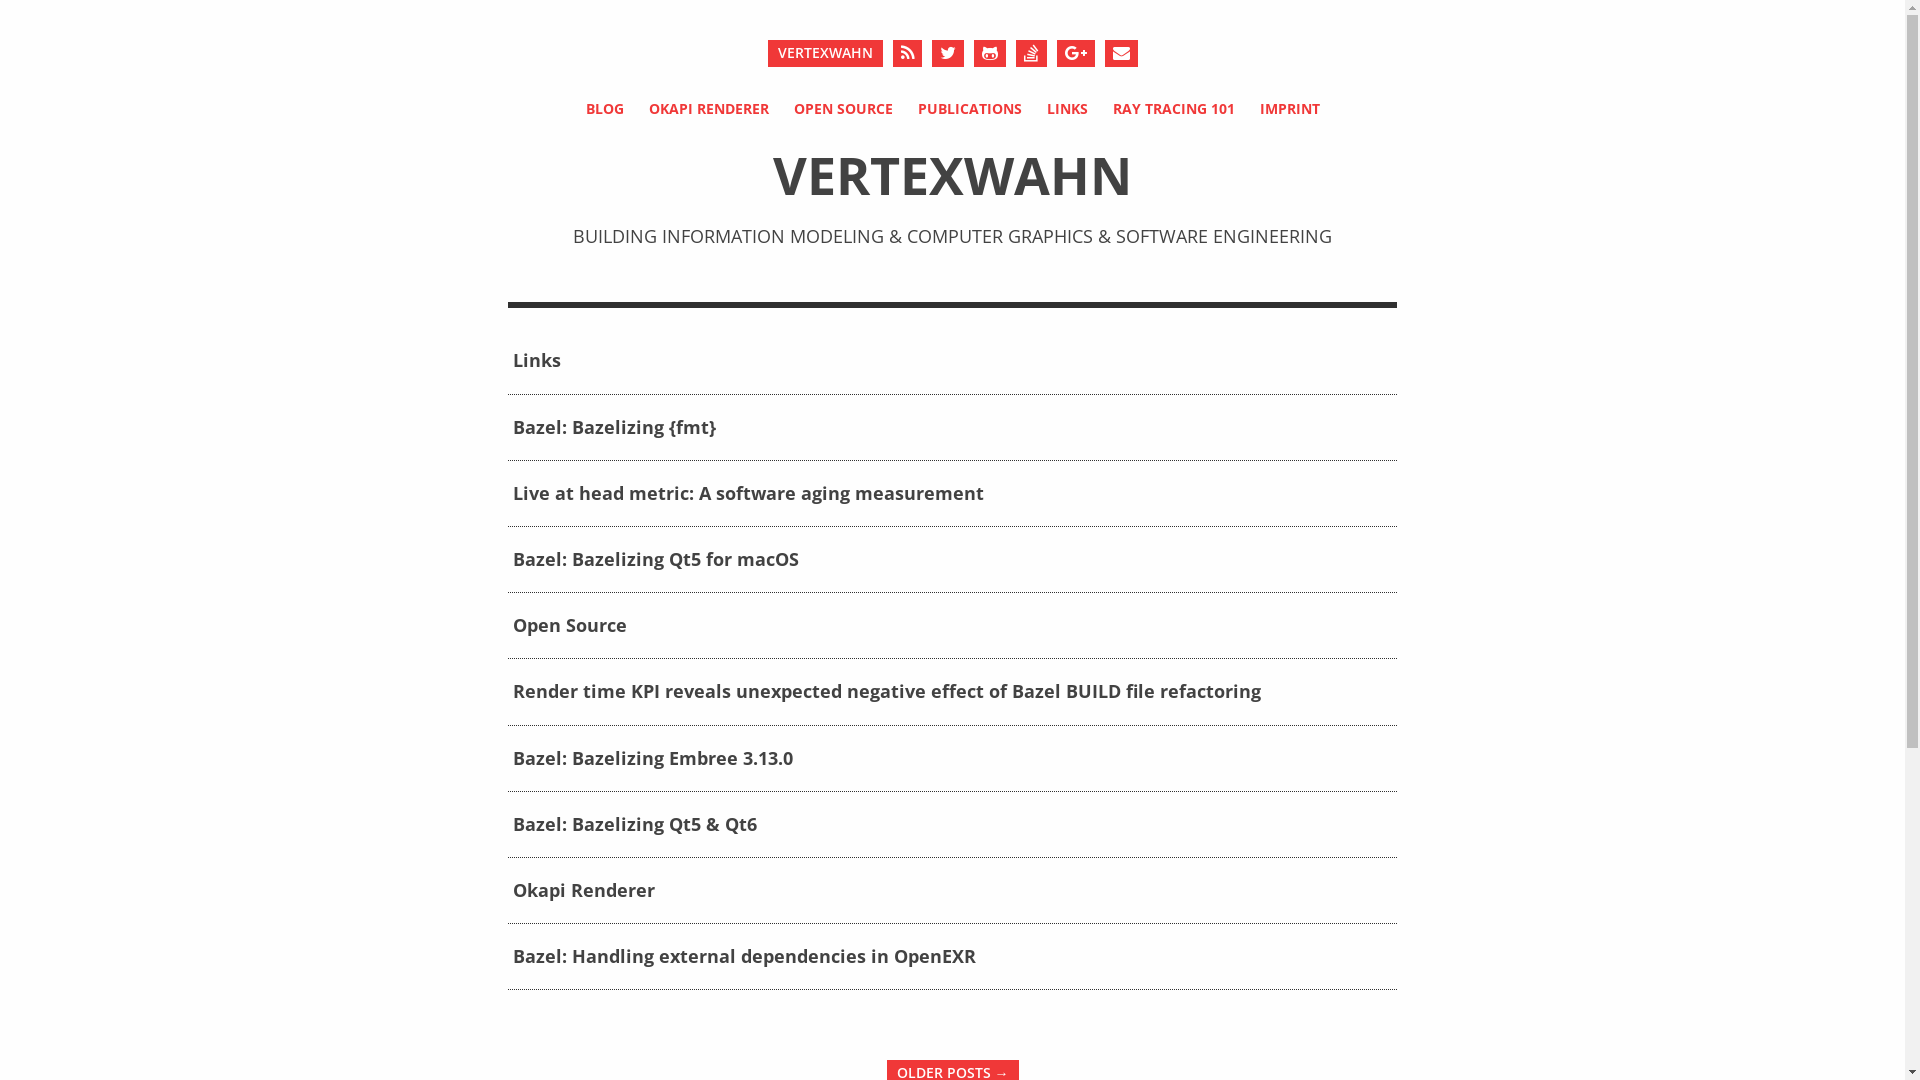 VERTEXWAHN
BLOG OKAPI RENDERER OPEN SOURCE PUBLICATIONS LINKS RAY TRACING 101 IMPRINT
VERTEXWAHN
BUILDING INFORMATION MODELING & COMPUTER GRAPHICS & SOFTWARE ENGINEERING
Links
Bazel: Bazelizing {fmt}
Live at head metric: A software aging measurement
Bazel: Bazelizing Qt5 for macOS
Open Source
Render time KPI reveals unexpected negative effect of Bazel BUILD file refactoring
Bazel: Bazelizing Embree 3.13.0
Bazel: Bazelizing Qt5 & Qt6
Okapi Renderer
Bazel: Handling external dependencies in OpenEXR
OLDER POSTS →